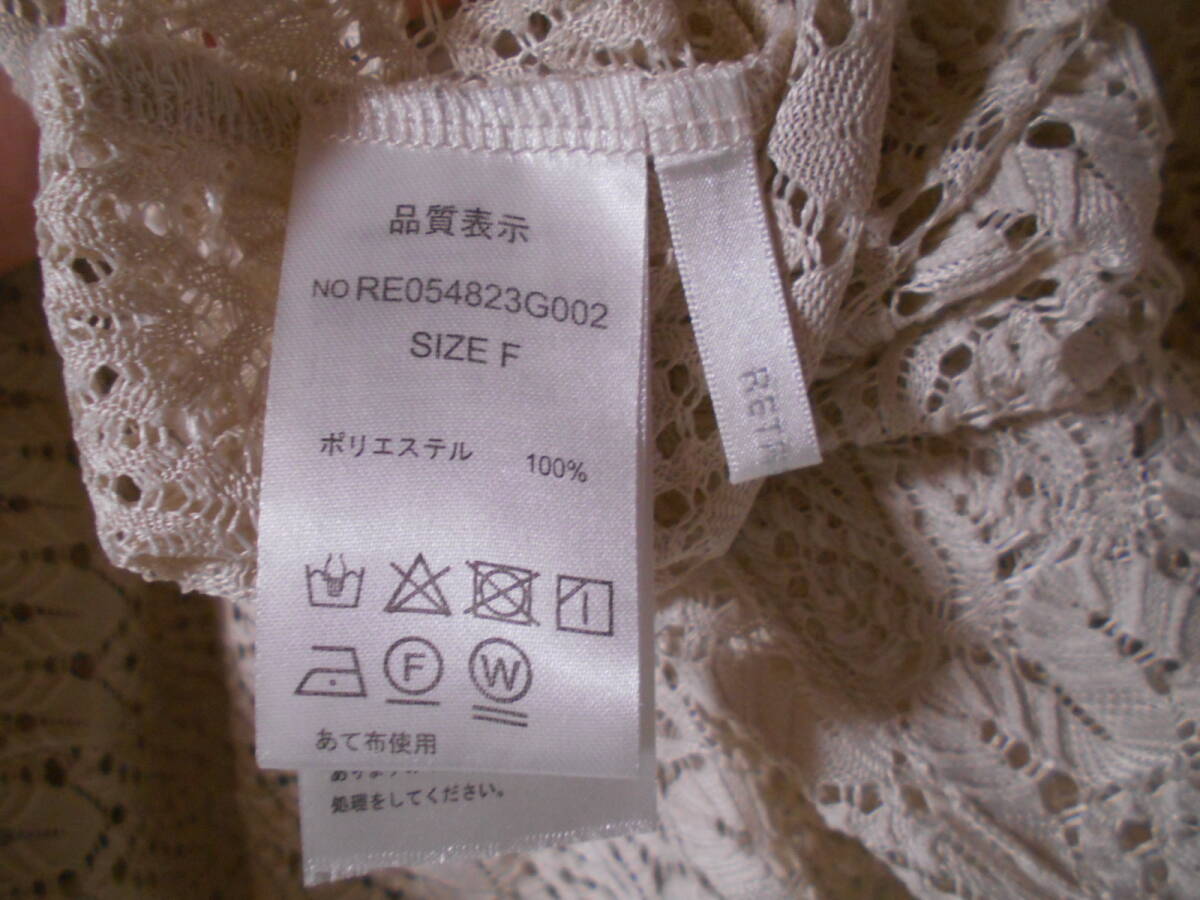 品質表示
NO RE054823G002
SIZE F
ポリエステル 100%
F W
あて布使用
処理をしてください。